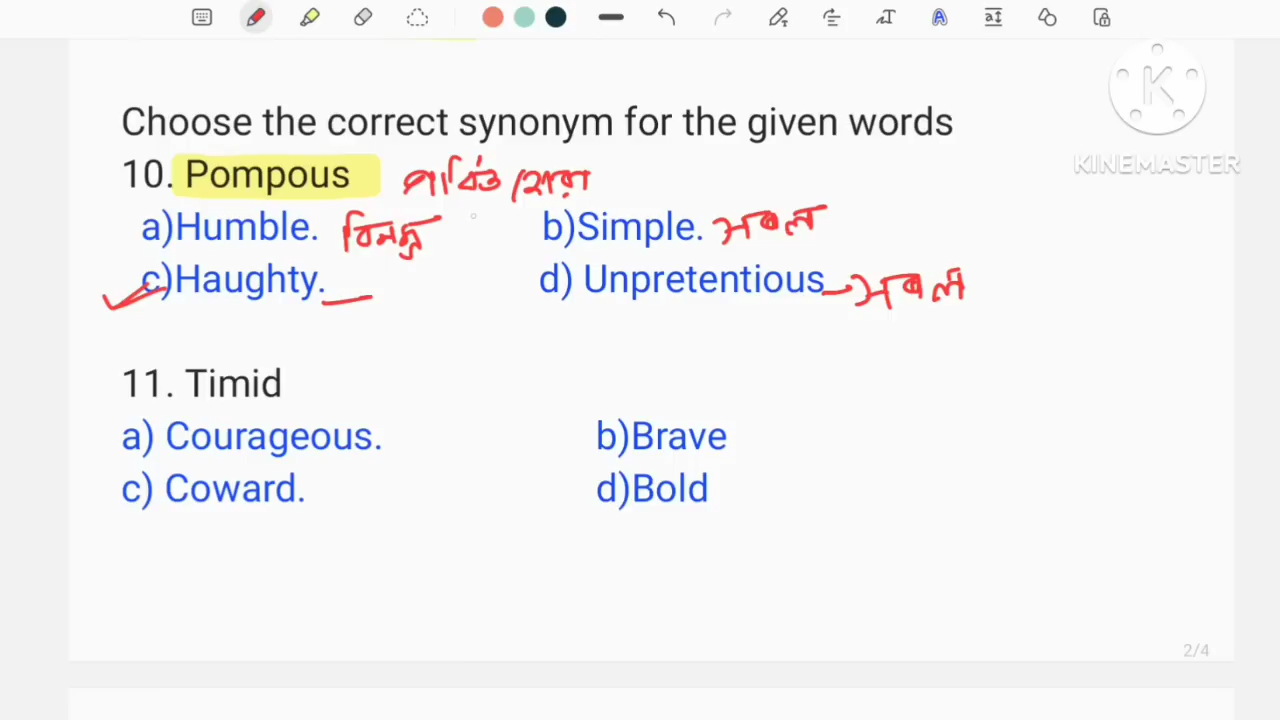 KINEMASTER
Choose the correct synonym for the given words
10. Pompous
a)Humble. বিনম্র b)Simple. সরল
c)Haughty. d) Unpretentious সরল
11. Timid
a) Courageous. b)Brave
c) Coward. d)Bold
2/4